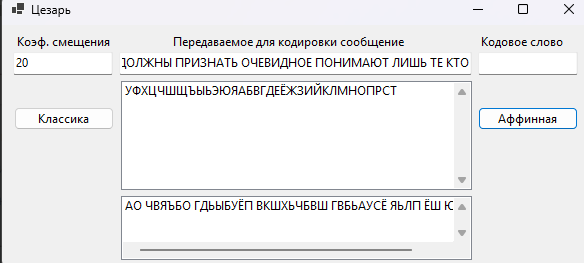 Цезарь
Коэф. смещения Передаваемое для кодировки сообщение Кодовое слово
20 ДОЛЖНЫ ПРИЗНАТЬ ОЧЕВИДНОЕ ПОНИМАЮТ ЛИШЬ ТЕ КТО
УФХЦЧШЩЪЫЬЭЮЯАБВГДЕЁЖЗИЙКЛМНОПРСТ
Классика Аффинная
АО ЧВЯЪБО ГДЬЫБУЁП ВКШХЬЧБВШ ГВБЬАУСЁ ЯЬЛП ЁШ Ю